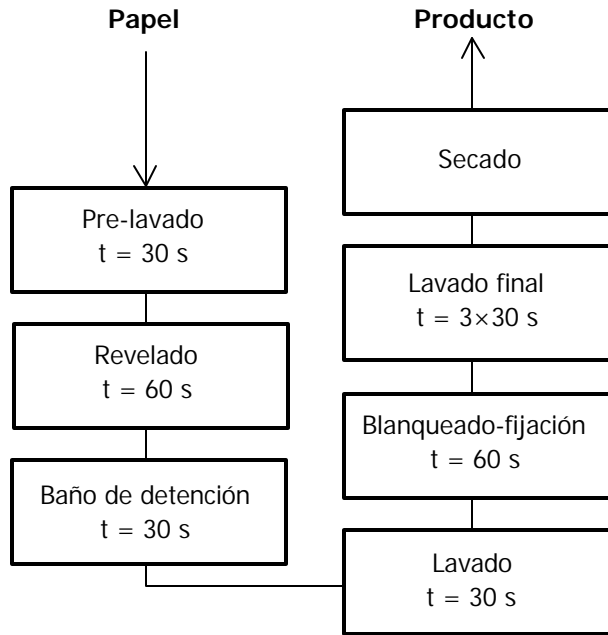 Papel
Producto
Pre-lavado
t = 30 s
Revelado
t = 60 s
Baño de detención
t = 30 s
Secado
Lavado final
t = 3×30 s
Blanqueado-fijación
t = 60 s
Lavado
t = 30 s